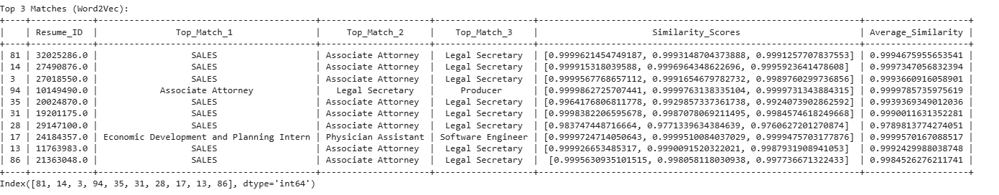 Top 3 Matches (Word2Vec):
| | Resume_ID | Top_Match_1 | Top_Match_2 | Top_Match_3 | Similarity_Scores | Average_Similarity |
| 81 | 32025286.0 | SALES | Associate Attorney | Legal Secretary | [0.9999621454749187, 0.9993148704373888, 0.9991257707837553] | 0.9994675955653541 |
| 14 | 27490876.0 | SALES | Associate Attorney | Legal Secretary | [0.999915318039588, 0.9996964348622696, 0.9995923641478608] | 0.9997347056832394 |
| 3 | 27018550.0 | SALES | Associate Attorney | Legal Secretary | [0.9999567768657112, 0.9991654679782732, 0.9989760299736856] | 0.9993660916058901 |
| 94 | 10149490.0 | Associate Attorney | Legal Secretary | Producer | [0.9999862725707441, 0.9999763138335104, 0.9999731343884315] | 0.9999785735975619 |
| 35 | 20024870.0 | SALES | Associate Attorney | Legal Secretary | [0.9964176806811778, 0.9929857337361738, 0.9924073902862592] | 0.9939369349012036 |
| 31 | 19201175.0 | SALES | Associate Attorney | Legal Secretary | [0.9998382206595678, 0.9987078069211495, 0.9984574618249668] | 0.9990011631352281 |
| 28 | 29147100.0 | SALES | Associate Attorney | Legal Secretary | [0.983747448716664, 0.9771339634384639, 0.9760627201270874] | 0.9789813774274051 |
| 17 | 24184357.0 | Economic Development and Planning Intern | Physician Assistant | Software Engineer | [0.9999724714050643, 0.9999510084037029, 0.9999475703177876] | 0.9999570167088517 |
| 13 | 11763983.0 | SALES | Associate Attorney | Legal Secretary | [0.999926653485317, 0.9990091520322021, 0.9987931908941053] | 0.9992429988038748 |
| 86 | 21363048.0 | SALES | Associate Attorney | Legal Secretary | [0.9995630935101515, 0.998058118030938, 0.997736671322433] | 0.9984526276211741 |
Index([81, 14, 3, 94, 35, 31, 28, 17, 13, 86], dtype='int64')